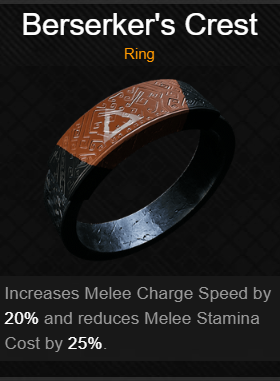 Berserker's Crest
Ring
Increases Melee Charge Speed by
20% and reduces Melee Stamina
Cost by 25%.